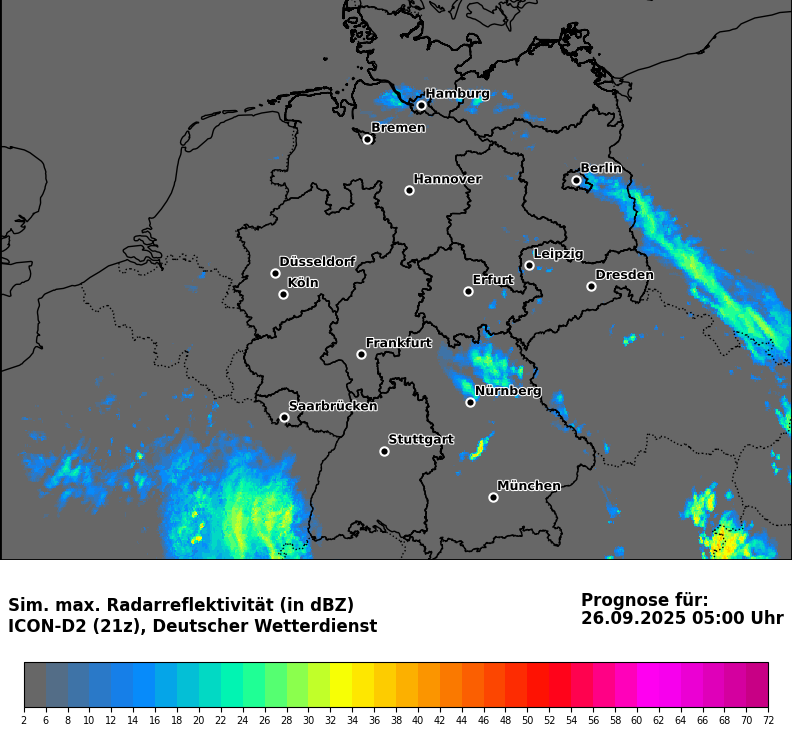 Hamburg
Bremen
Berlin
Hannover
Leipzig
Düsseldorf
Dresden
Köln
Erfurt
Frankfurt
Nürnberg
Saarbrücken
Stuttgart
München
Sim. max. Radarreflektivität (in dBZ)
ICON-D2 (21z), Deutscher Wetterdienst
Prognose für:
26.09.2025 05:00 Uhr
2 6 8 10 12 14 16 18 20 22 24 26 28 30 32 34 36 38 40 42 44 46 48 50 52 54 56 58 60 62 64 66 68 70 72